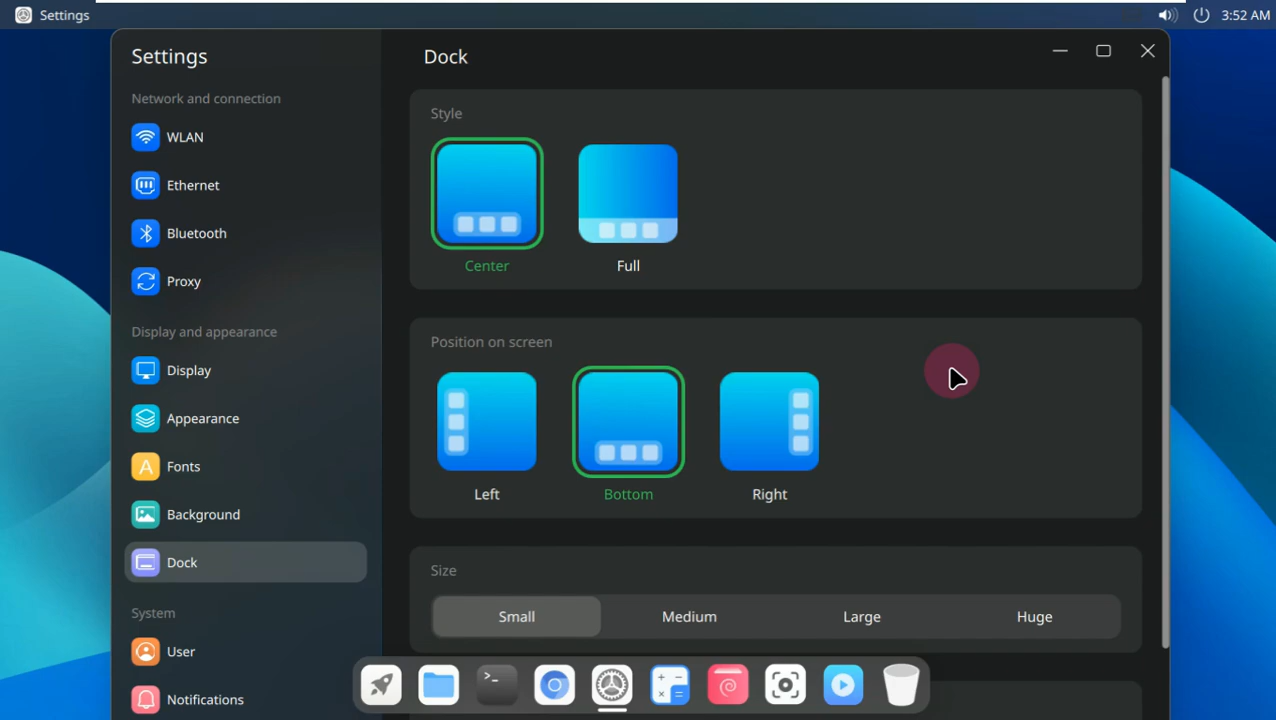 Settings
3:52 AM
Settings
Network and connection
WLAN
Ethernet
Bluetooth
Proxy
Display and appearance
Display
Appearance
Fonts
Background
Dock
System
User
Notifications
Dock
Style
Center
Full
Position on screen
Left
Bottom
Right
Size
Small
Medium
Large
Huge